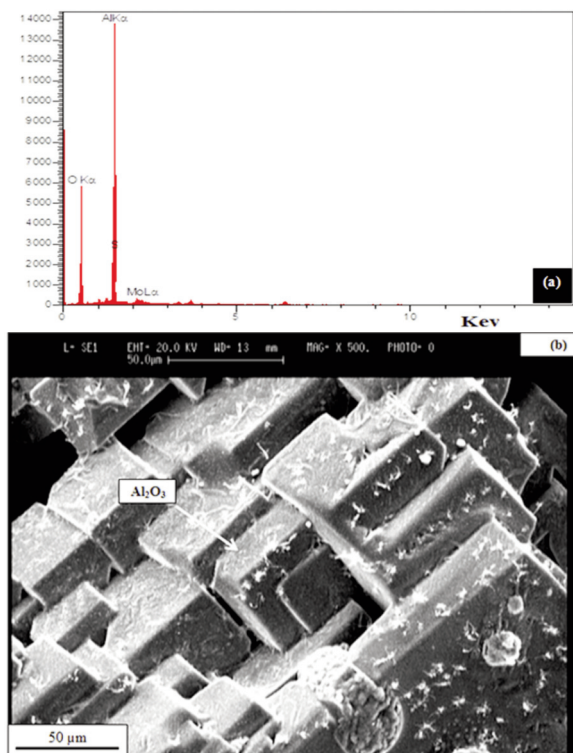 AlKα
14000
13000
12000
11000
10000
9000
8000
7000
6000
5000
4000
3000
2000
1000
0
O Kα
S
MoLα
0 5 10
Kev
(a)
L= SE1 EHT= 20.0 KV WD= 13 mm MAG= X 500. PHOTO= 0
50.0µm
(b)
Al₂O₃
50 µm